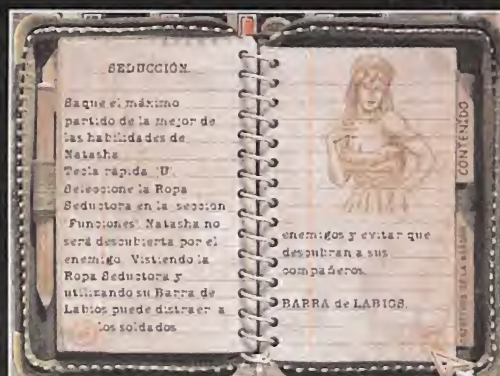 SEDUCCIÓN
Saque el máximo
partido de la mejor de
las habilidades de
Natasha
Tecla rápida 'U'.
Seleccione la Ropa
Seductora en la sección
'Funciones'. Natasha no
será descubierta por el
enemigo. Vistiendo la
Ropa Seductora y
utilizando su Barra de
Labios puede distraer a
los soldados
enemigos y evitar que
descubran a sus
compañeros.
BARRA de LABIOS.
CONTENIDO